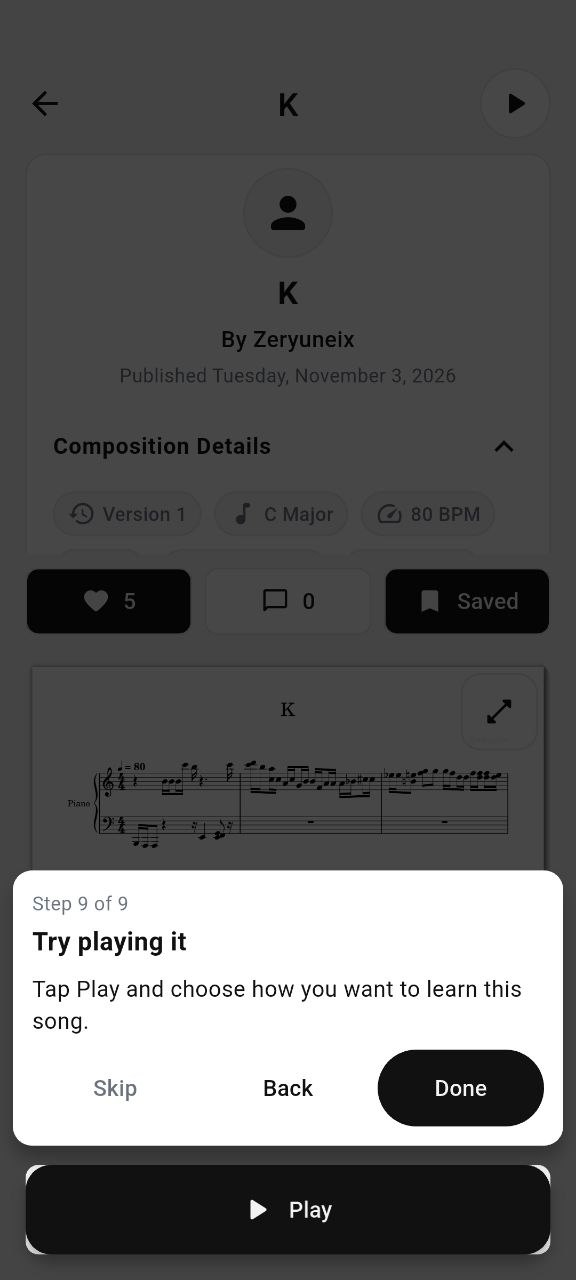 K
K
By Zeryuneix
Published Tuesday, November 3, 2026
Composition Details
Version 1
C Major
80 BPM
5
0
Saved
K
= 80
Piano
Step 9 of 9
Try playing it
Tap Play and choose how you want to learn this
song.
Skip
Back
Done
Play